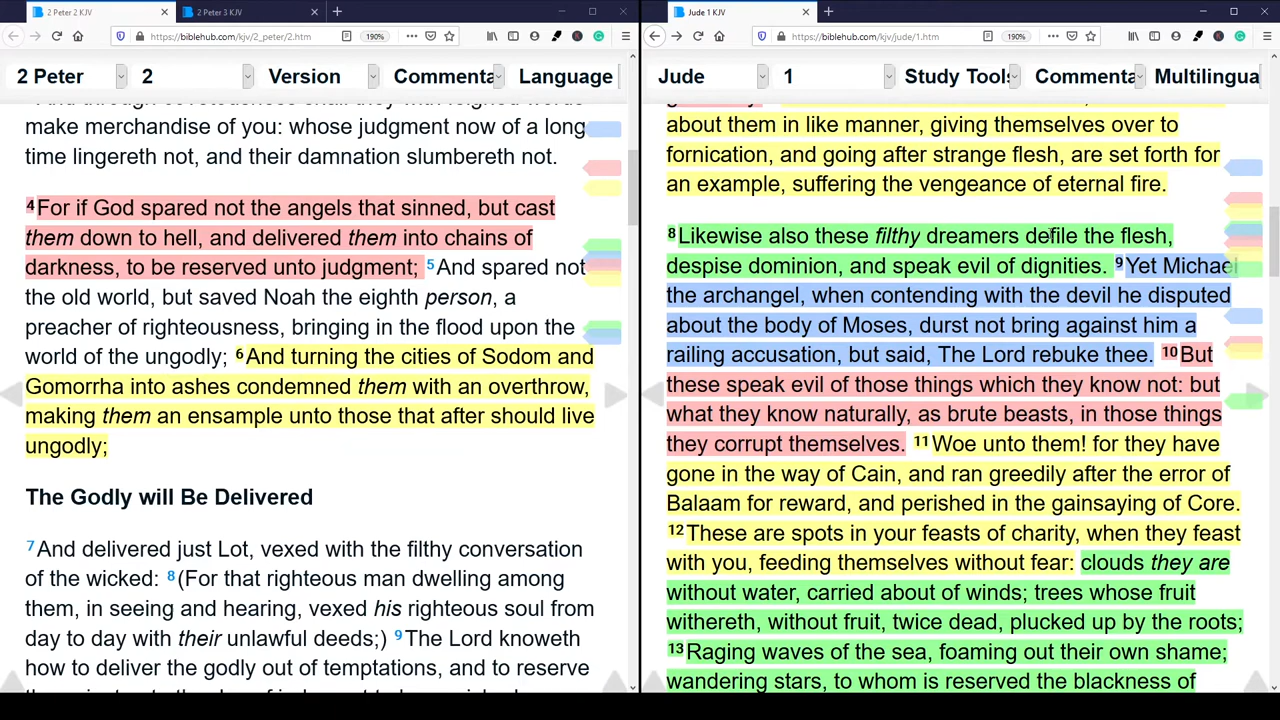 2 Peter 2 KJV
2 Peter 3 KJV
https://biblehub.com/kjv/2_peter/2.htm
190%
2 Peter
2
Version
Commenta
Language
make merchandise of you: whose judgment now of a long
time lingereth not, and their damnation slumbereth not.
4For if God spared not the angels that sinned, but cast
them down to hell, and delivered them into chains of
darkness, to be reserved unto judgment; 5And spared not
the old world, but saved Noah the eighth person, a
preacher of righteousness, bringing in the flood upon the
world of the ungodly; 6And turning the cities of Sodom and
Gomorrha into ashes condemned them with an overthrow,
making them an ensample unto those that after should live
ungodly;
The Godly will Be Delivered
7And delivered just Lot, vexed with the filthy conversation
of the wicked: 8(For that righteous man dwelling among
them, in seeing and hearing, vexed his righteous soul from
day to day with their unlawful deeds;) 9The Lord knoweth
how to deliver the godly out of temptations, and to reserve
Jude 1 KJV
https://biblehub.com/kjv/jude/1.htm
190%
Jude
1
Study Tools
Commenta
Multilingua
about them in like manner, giving themselves over to
fornication, and going after strange flesh, are set forth for
an example, suffering the vengeance of eternal fire.
8Likewise also these filthy dreamers defile the flesh,
despise dominion, and speak evil of dignities. 9Yet Michael
the archangel, when contending with the devil he disputed
about the body of Moses, durst not bring against him a
railing accusation, but said, The Lord rebuke thee. 10But
these speak evil of those things which they know not: but
what they know naturally, as brute beasts, in those things
they corrupt themselves. 11Woe unto them! for they have
gone in the way of Cain, and ran greedily after the error of
Balaam for reward, and perished in the gainsaying of Core.
12These are spots in your feasts of charity, when they feast
with you, feeding themselves without fear: clouds they are
without water, carried about of winds; trees whose fruit
withereth, without fruit, twice dead, plucked up by the roots;
13Raging waves of the sea, foaming out their own shame;
wandering stars, to whom is reserved the blackness of